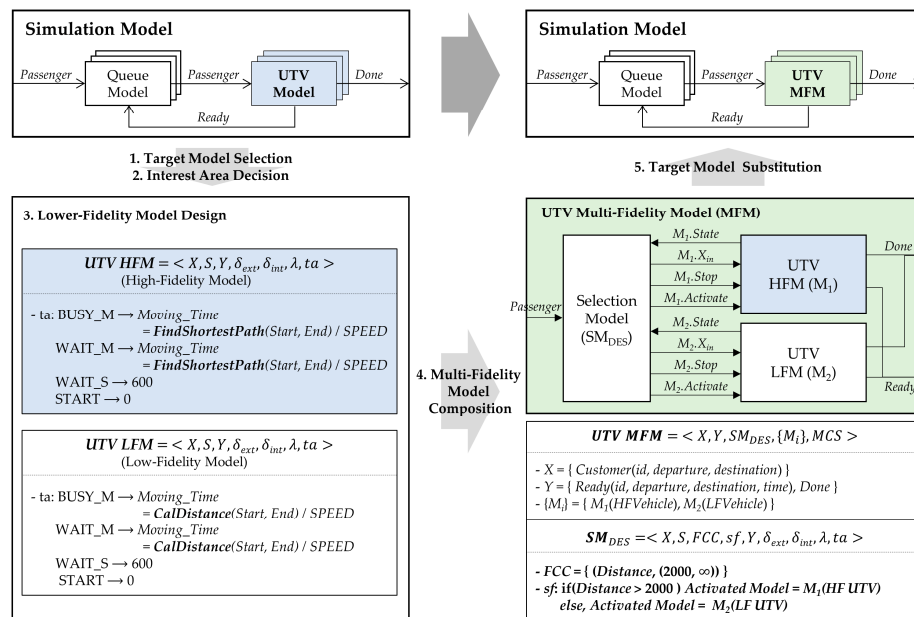 Simulation Model
Passenger
Queue
Model
Passenger
UTV
Model
Done
Ready
Simulation Model
Passenger
Queue
Model
Passenger
UTV
MFM
Done
Ready
1. Target Model Selection
2. Interest Area Decision
5. Target Model Substitution
3. Lower-Fidelity Model Design
UTV HFM = < X, S, Y, δext, δint, λ, ta >
(High-Fidelity Model)
- ta: BUSY_M → Moving_Time
= FindShortestPath(Start, End) / SPEED
WAIT_M → Moving_Time
= FindShortestPath(Start, End) / SPEED
WAIT_S → 600
START → 0
UTV LFM = < X, S, Y, δext, δint, λ, ta >
(Low-Fidelity Model)
- ta: BUSY_M → Moving_Time
= CalDistance(Start, End) / SPEED
WAIT_M → Moving_Time
= CalDistance(Start, End) / SPEED
WAIT_S → 600
START → 0
4. Multi-Fidelity
Model
Composition
UTV Multi-Fidelity Model (MFM)
Passenger
Selection
Model
(SMDES)
M1.State
M1.Xin
M1.Stop
M1.Activate
M2.State
M2.Xin
M2.Stop
M2.Activate
UTV
HFM (M1)
UTV
LFM (M2)
Done
Ready
UTV MFM = < X, Y, SMDES, {Mi}, MCS >
- X = { Customer(id, departure, destination) }
- Y = { Ready(id, departure, destination, time), Done }
- {Mi} = { M1(HFVehicle), M2(LFVehicle) }
SMDES =< X, S, FCC, sf, Y, δext, δint, λ, ta >
- FCC = { (Distance, (2000, ∞)) }
- sf: if(Distance > 2000 ) Activated Model = M1(HF UTV)
else, Activated Model = M2(LF UTV)